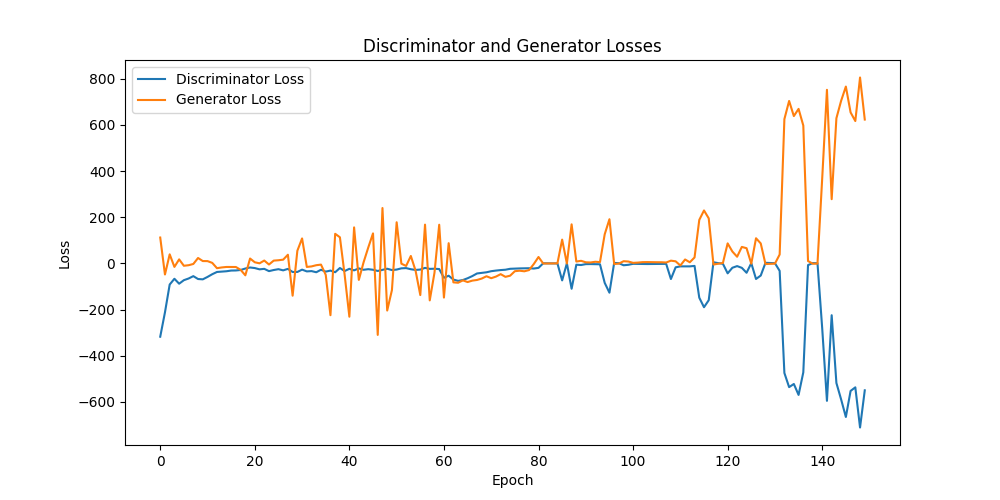 Discriminator and Generator Losses
Discriminator Loss
Generator Loss
800
600
400
200
0
−200
−400
−600
Loss
0 20 40 60 80 100 120 140
Epoch